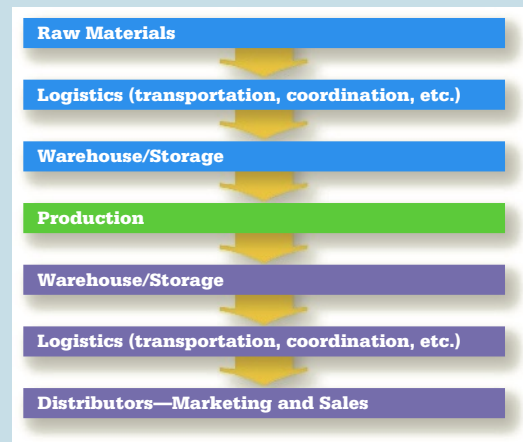 Raw Materials
Logistics (transportation, coordination, etc.)
Warehouse/Storage
Production
Warehouse/Storage
Logistics (transportation, coordination, etc.)
Distributors—Marketing and Sales